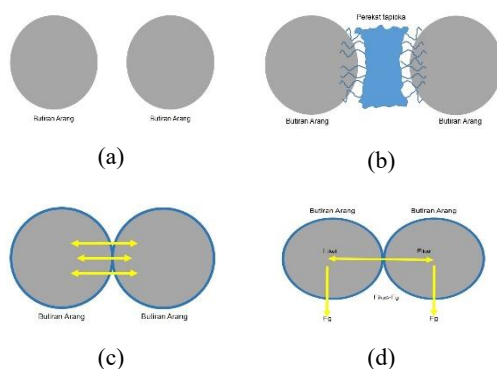 Butiran Arang Butiran Arang
(a)
Perekat tapioka
Butiran Arang Butiran Arang
(b)
Butiran Arang Butiran Arang
(c)
Butiran Arang Butiran Arang
Fg Fg
(d)